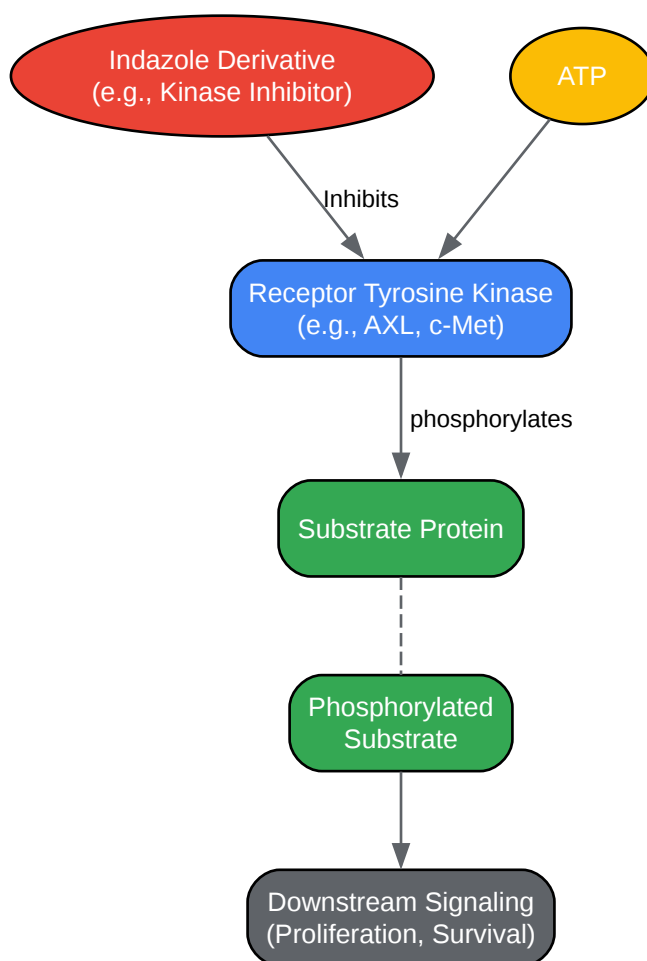 Indazole Derivative
(e.g., Kinase Inhibitor)
ATP
Inhibits
Receptor Tyrosine Kinase
(e.g., AXL, c-Met)
phosphorylates
Substrate Protein
Phosphorylated
Substrate
Downstream Signaling
(Proliferation, Survival)